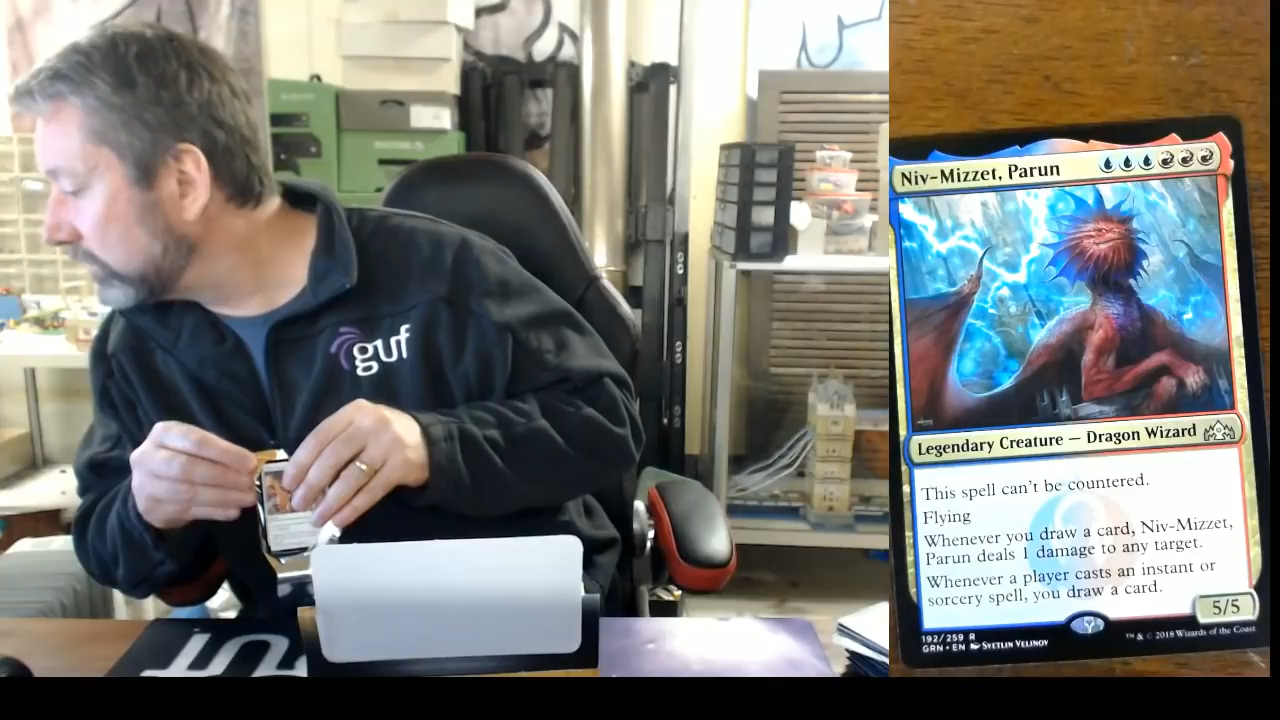 guf
Niv-Mizzet, Parun
Legendary Creature — Dragon Wizard
This spell can't be countered.
Flying
Whenever you draw a card, Niv-Mizzet,
Parun deals 1 damage to any target.
Whenever a player casts an instant or
sorcery spell, you draw a card.
5/5
192/259 R
GRN • EN Svetlin Velinov
™ & © 2018 Wizards of the Coast